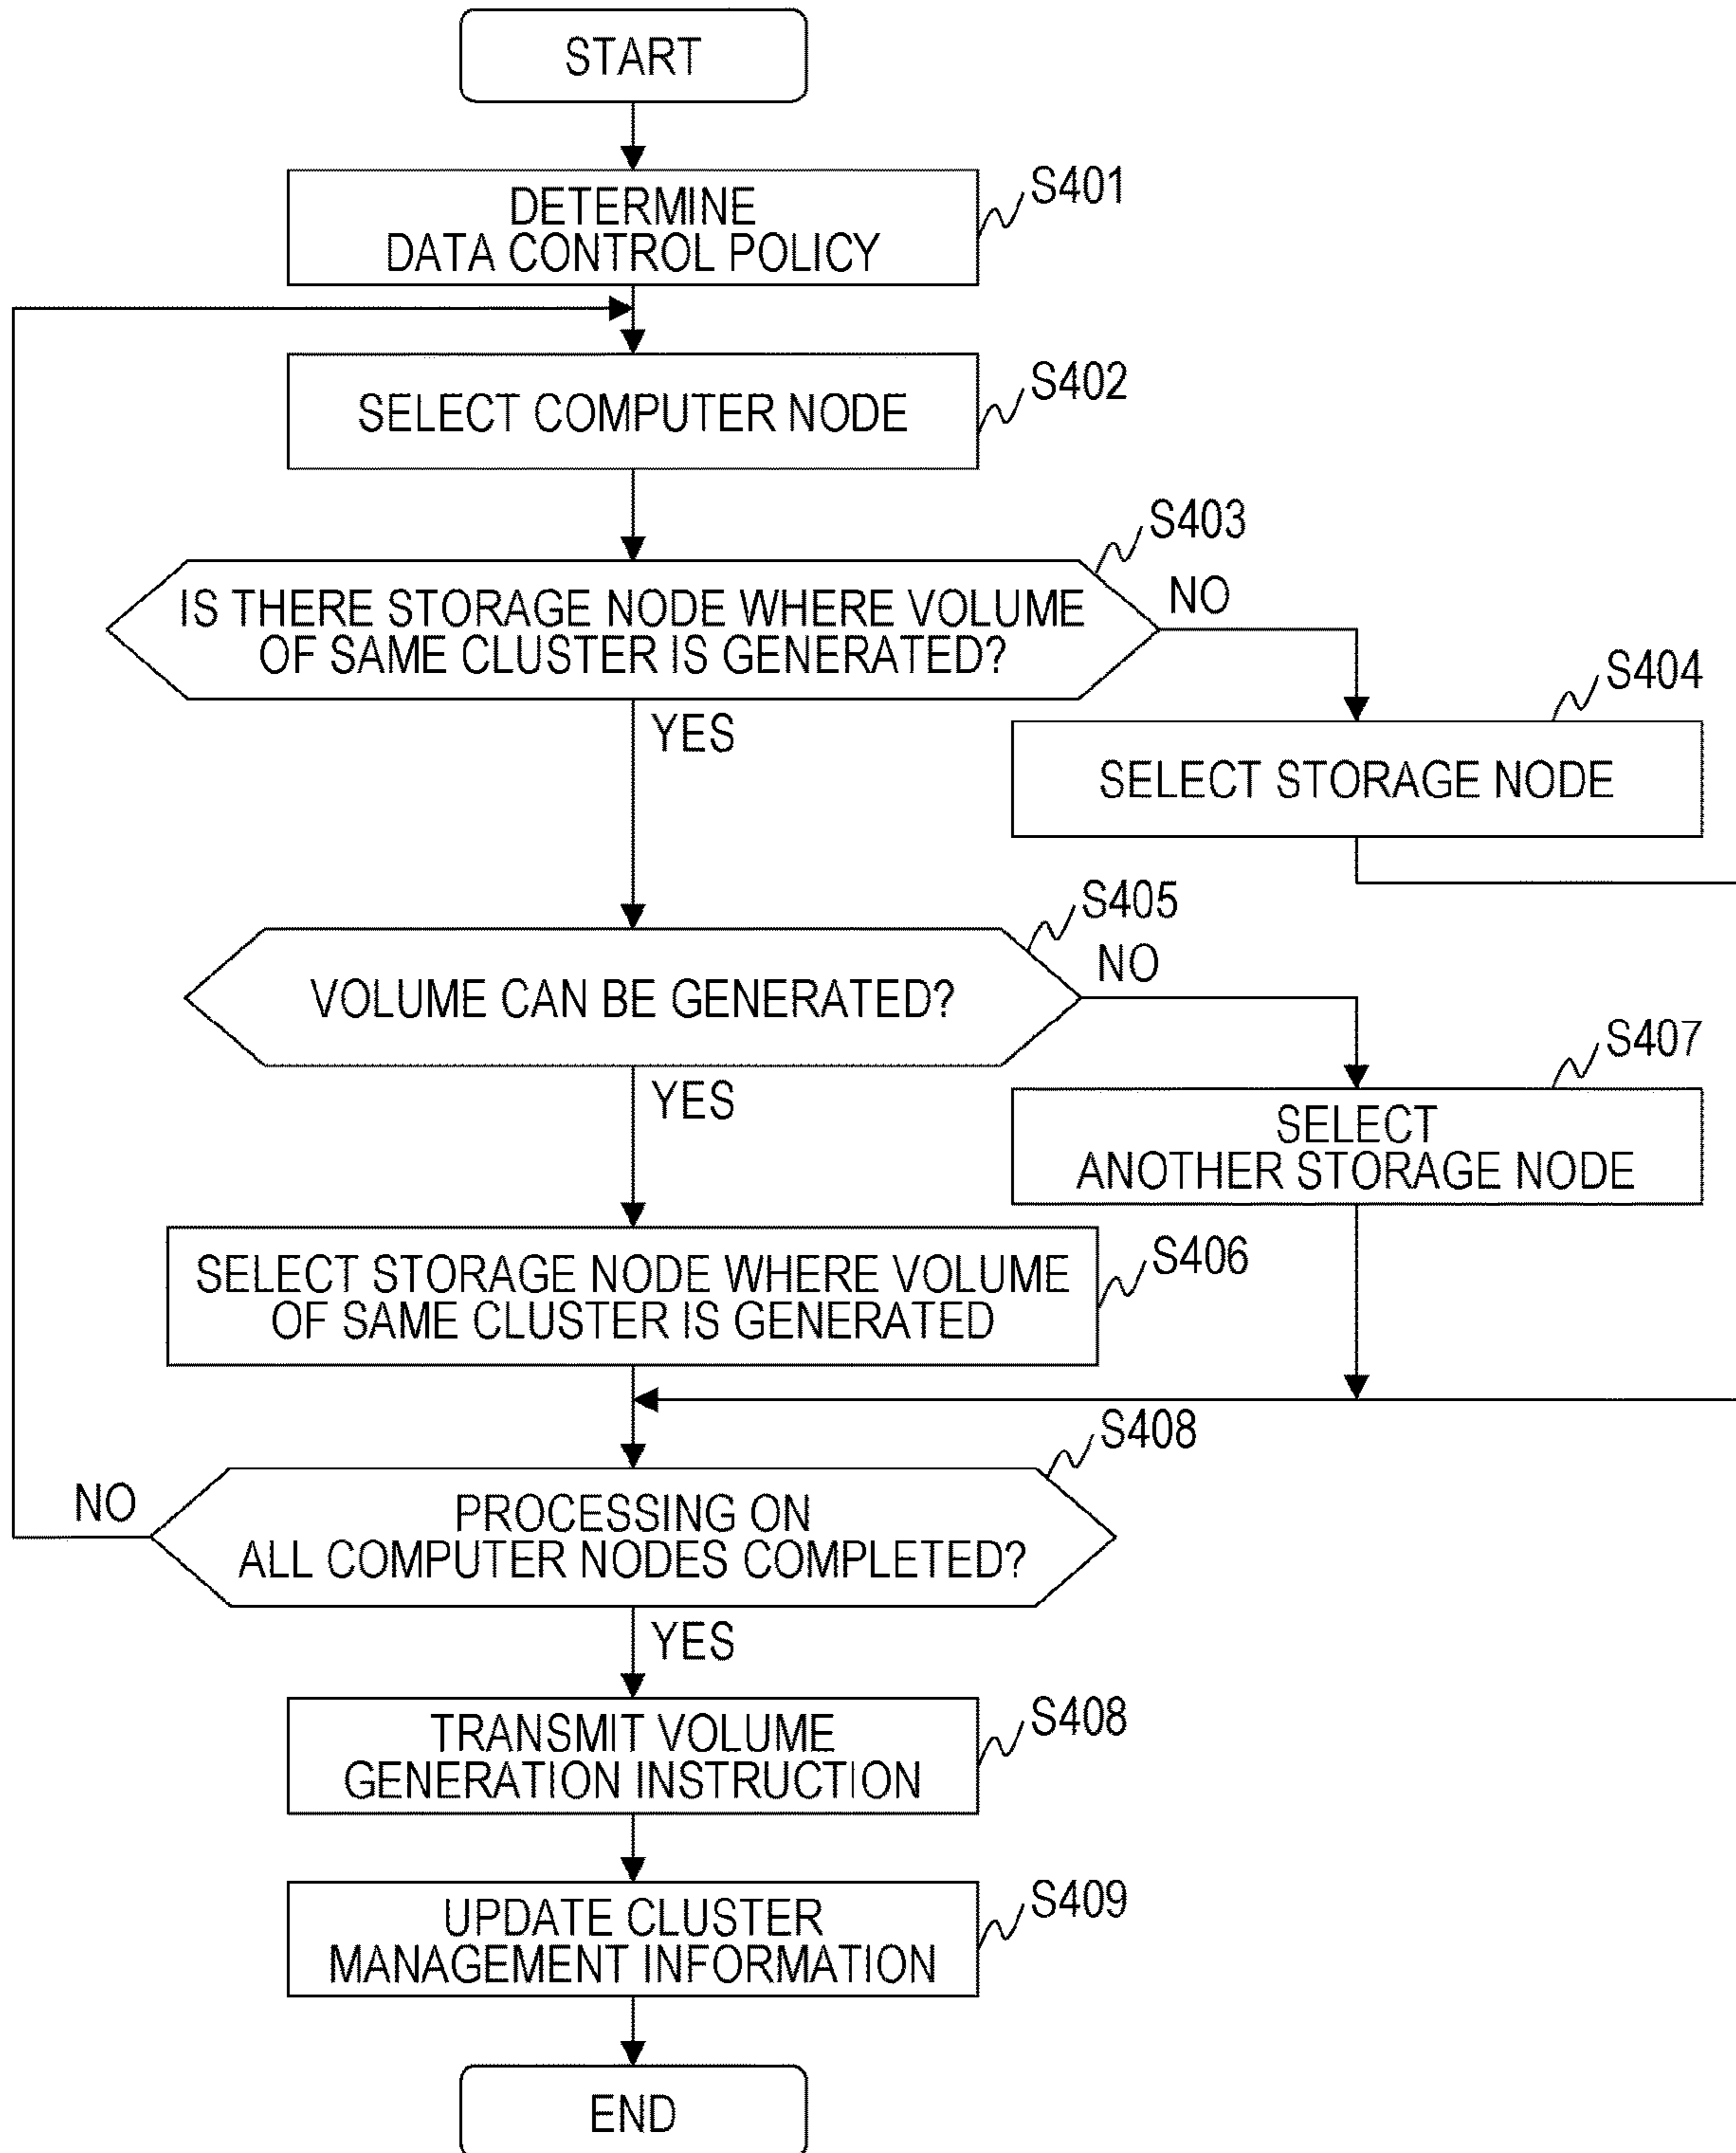 START
DETERMINE
DATA CONTROL POLICY
S401
SELECT COMPUTER NODE
S402
IS THERE STORAGE NODE WHERE VOLUME
OF SAME CLUSTER IS GENERATED?
S403
NO
YES
SELECT STORAGE NODE
S404
VOLUME CAN BE GENERATED?
S405
NO
YES
SELECT
ANOTHER STORAGE NODE
S407
SELECT STORAGE NODE WHERE VOLUME
OF SAME CLUSTER IS GENERATED
S406
PROCESSING ON
ALL COMPUTER NODES COMPLETED?
S408
NO
YES
TRANSMIT VOLUME
GENERATION INSTRUCTION
S408
UPDATE CLUSTER
MANAGEMENT INFORMATION
S409
END